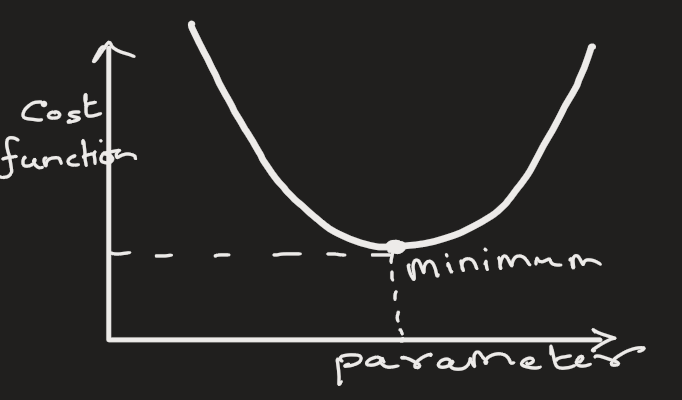 Cost
function
minimum
parameter